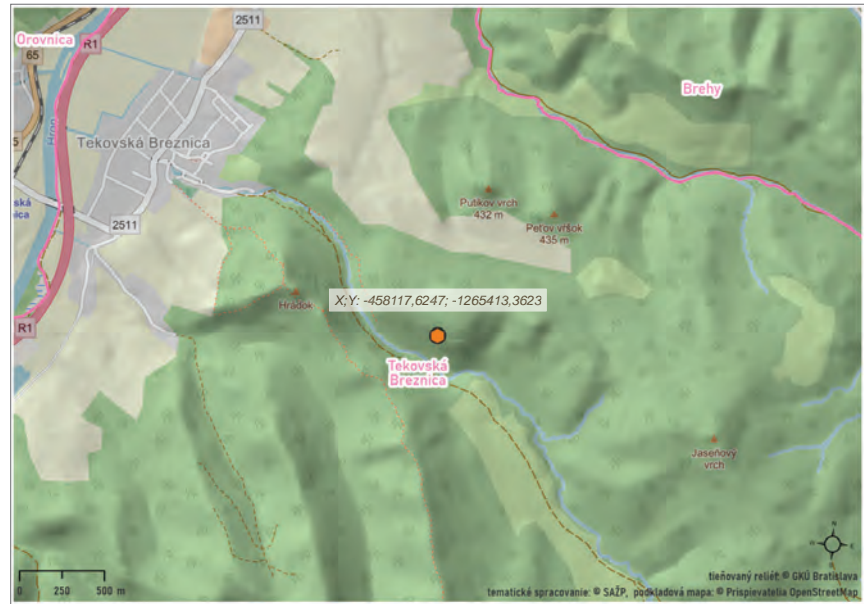 Orovnica
65
R1
2511
Brehy
Hron
Tekovská Breznica
Putikov vrch
432 m
Peťov vŕšok
435 m
2511
Hrádok
X;Y: -458117,6247; -1265413,3623
R1
Tekovská
Breznica
Jaseňový
vrch
N
W
E
S
0 250 500 m
tieňovaný reliéf: © GKÚ Bratislava
tematické spracovanie: © SAŽP, podkladová mapa: © Prispievatelia OpenStreetMap